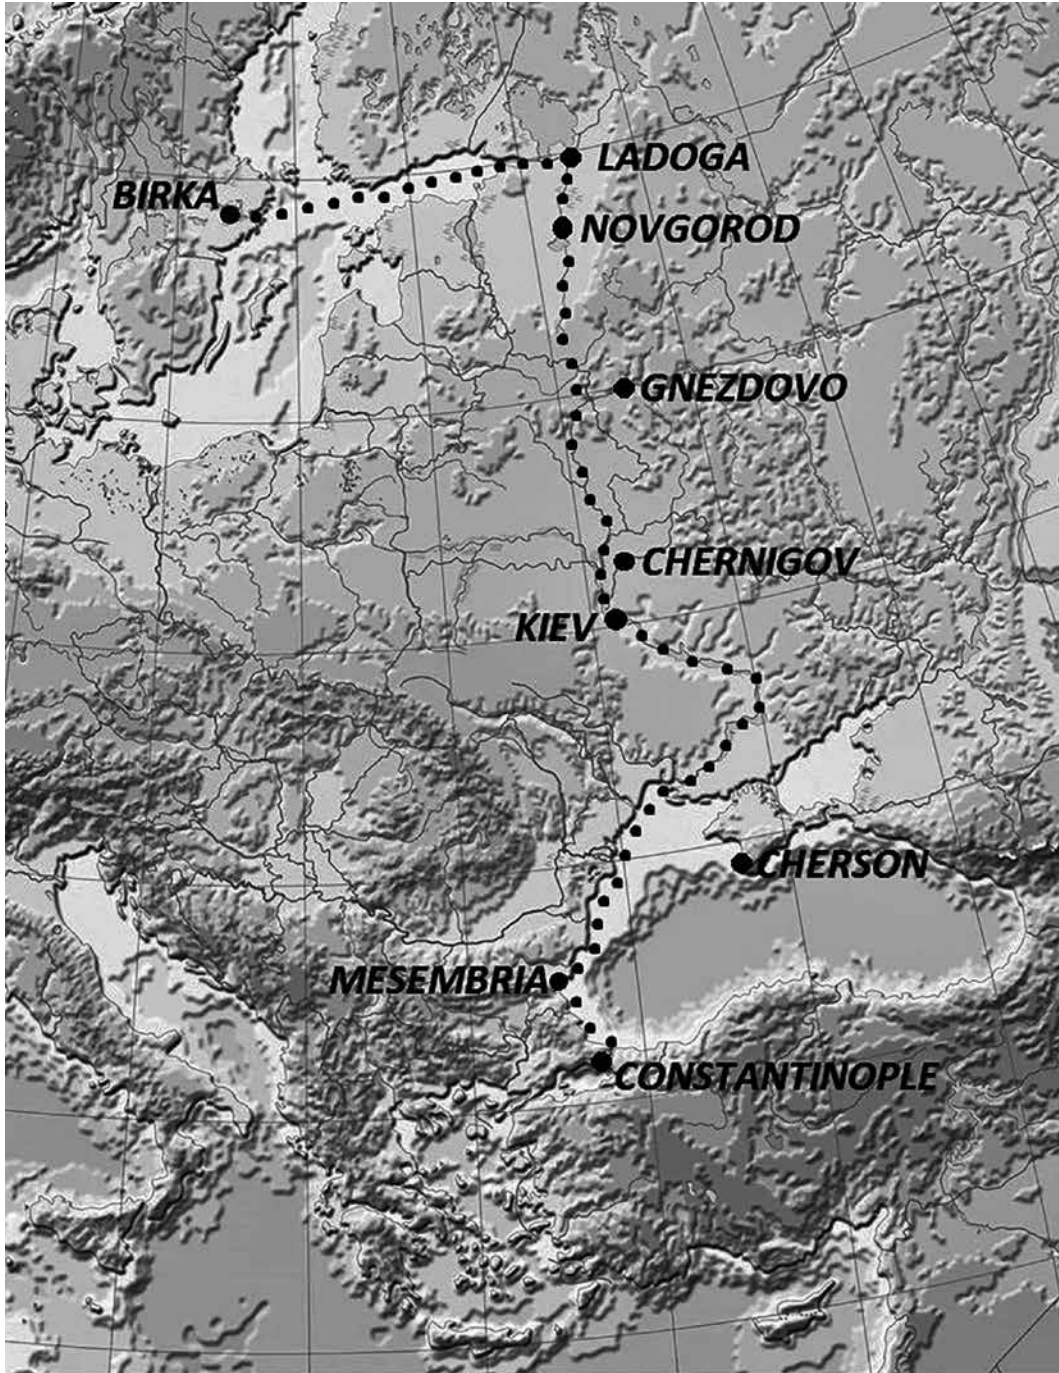 LADOGA
BIRKA
NOVGOROD
GNEZDOVO
CHERNIGOV
KIEV
CHERSON
MESEMBRIA
CONSTANTINOPLE